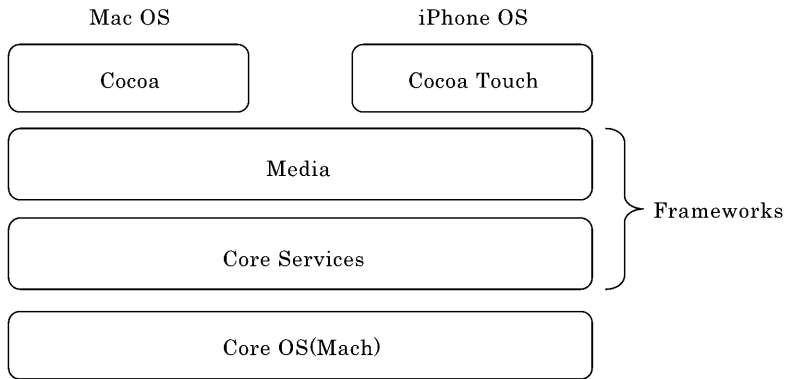 Mac OS
iPhone OS
Cocoa
Cocoa Touch
Media
Frameworks
Core Services
Core OS(Mach)